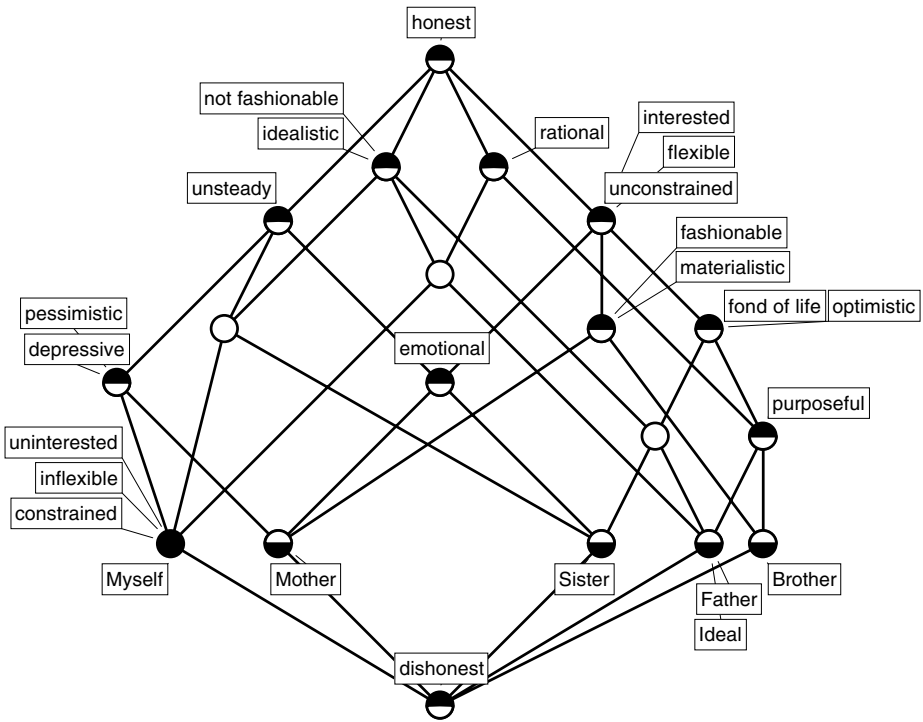 honest
not fashionable
idealistic
rational
interested
flexible
unsteady
unconstrained
fashionable
materialistic
fond of life
optimistic
pessimistic
depressive
emotional
purposeful
uninterested
inflexible
constrained
Myself
Mother
Sister
Brother
Father
Ideal
dishonest